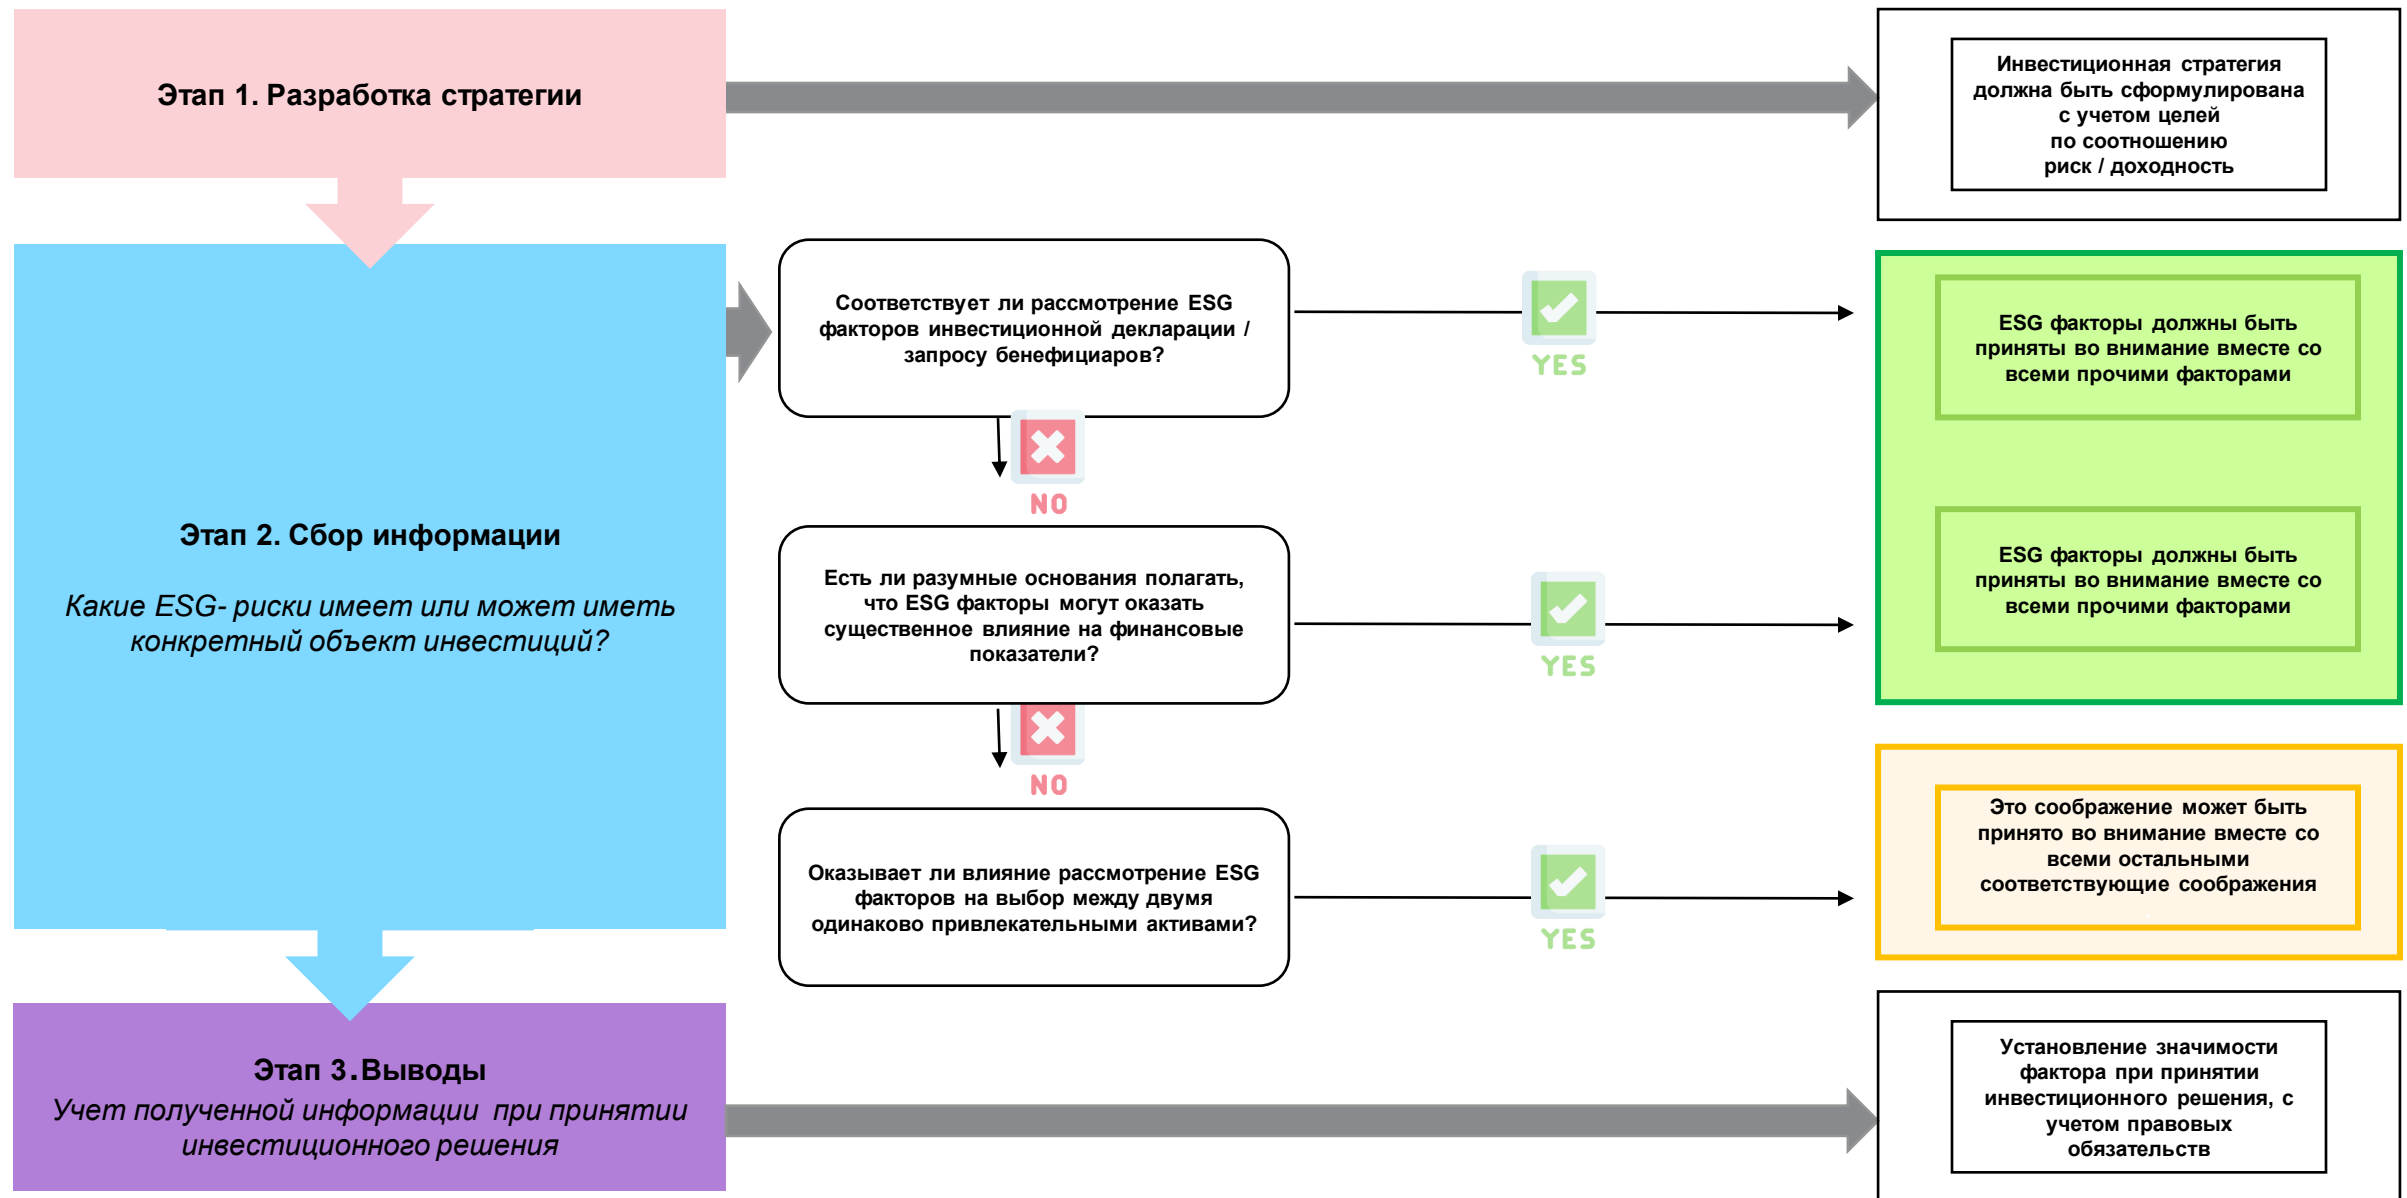 Этап 1. Разработка стратегии
Инвестиционная стратегия
должна быть сформулирована
с учетом целей
по соотношению
риск / доходность
Этап 2. Сбор информации
Какие ESG- риски имеет или может иметь
конкретный объект инвестиций?
Соответствует ли рассмотрение ESG
факторов инвестиционной декларации /
запросу бенефициаров?
YES
ESG факторы должны быть
приняты во внимание вместе со
всеми прочими факторами
NO
Есть ли разумные основания полагать,
что ESG факторы могут оказать
существенное влияние на финансовые
показатели?
YES
ESG факторы должны быть
приняты во внимание вместе со
всеми прочими факторами
NO
Оказывает ли влияние рассмотрение ESG
факторов на выбор между двумя
одинаково привлекательными активами?
YES
Это соображение может быть
принято во внимание вместе со
всеми остальными
соответствующие соображения
Этап 3.Выводы
Учет полученной информации при принятии
инвестиционного решения
Установление значимости
фактора при принятии
инвестиционного решения, с
учетом правовых
обязательств